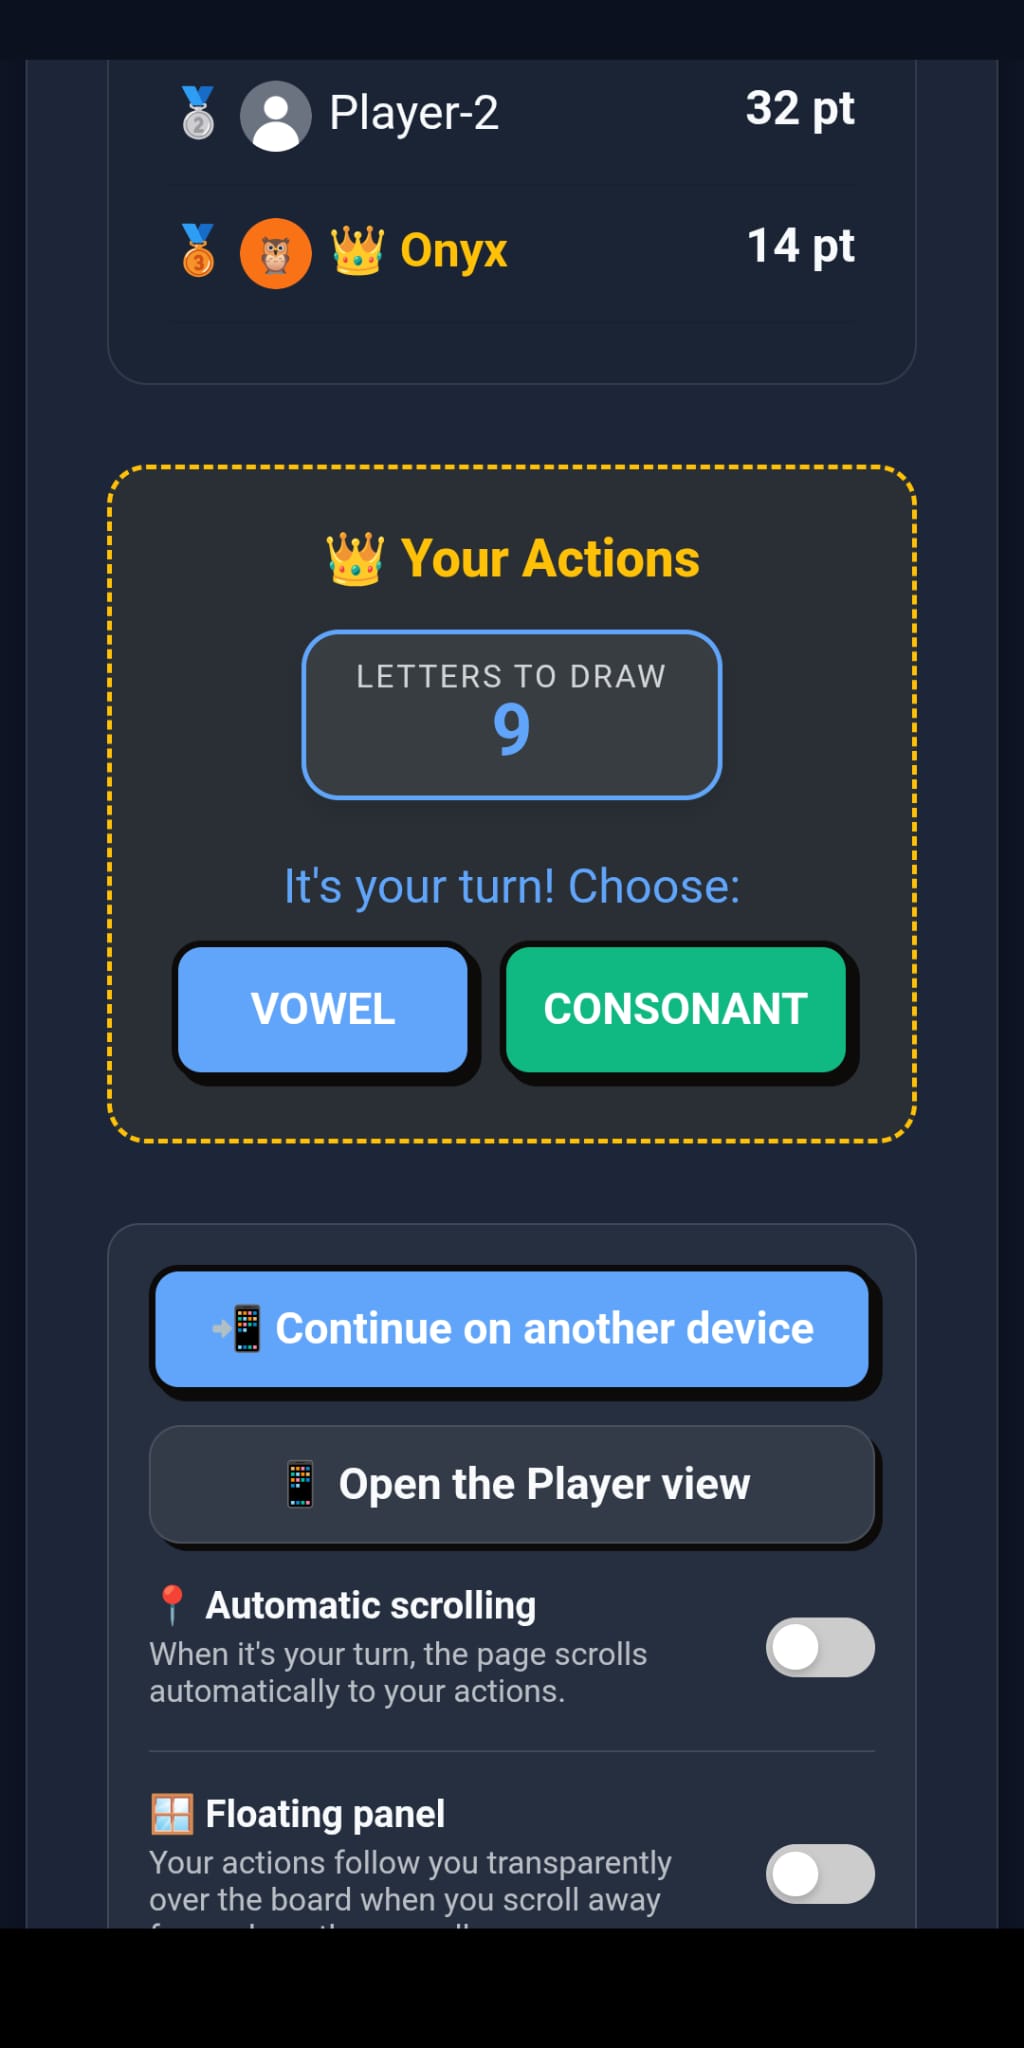 Player-2
32 pt
Onyx
14 pt
Your Actions
LETTERS TO DRAW
9
It's your turn! Choose:
VOWEL
CONSONANT
Continue on another device
Open the Player view
Automatic scrolling
When it's your turn, the page scrolls
automatically to your actions.
Floating panel
Your actions follow you transparently
over the board when you scroll away